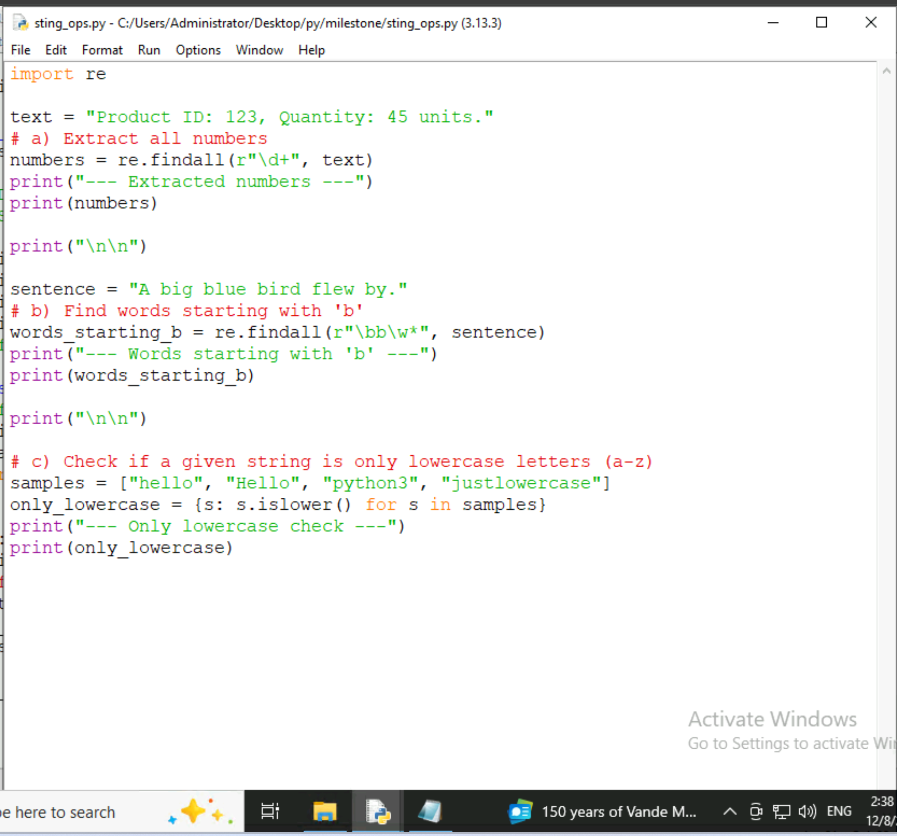 sting_ops.py - C:/Users/Administrator/Desktop/py/milestone/sting_ops.py (3.13.3)
File Edit Format Run Options Window Help
import re

text = "Product ID: 123, Quantity: 45 units."
# a) Extract all numbers
numbers = re.findall(r"\d+", text)
print("--- Extracted numbers ---")
print(numbers)

print("\n\n")

sentence = "A big blue bird flew by."
# b) Find words starting with 'b'
words_starting_b = re.findall(r"\bb\w*", sentence)
print("--- Words starting with 'b' ---")
print(words_starting_b)

print("\n\n")

# c) Check if a given string is only lowercase letters (a-z)
samples = ["hello", "Hello", "python3", "justlowercase"]
only_lowercase = {s: s.islower() for s in samples}
print("--- Only lowercase check ---")
print(only_lowercase)
Activate Windows
Go to Settings to activate Wi
e here to search
150 years of Vande M...
ENG
2:38
12/8/